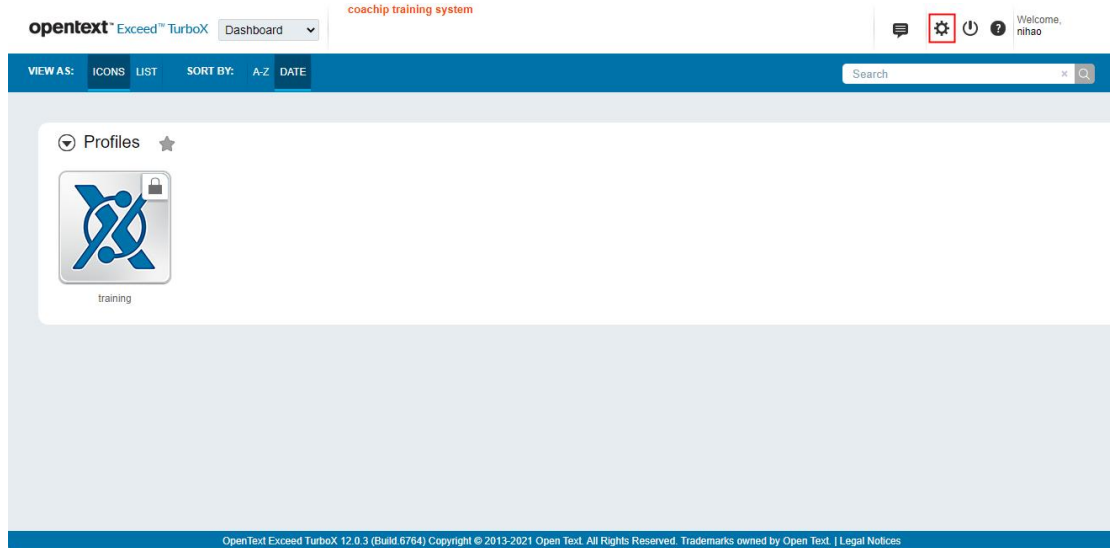 coachip training system
opentext™ Exceed™ TurboX Dashboard
Welcome,
nihao
VIEW AS: ICONS LIST SORT BY: A-Z DATE Search
Profiles
training
OpenText Exceed TurboX 12.0.3 (Build.6764) Copyright © 2013-2021 Open Text. All Rights Reserved. Trademarks owned by Open Text. | Legal Notices